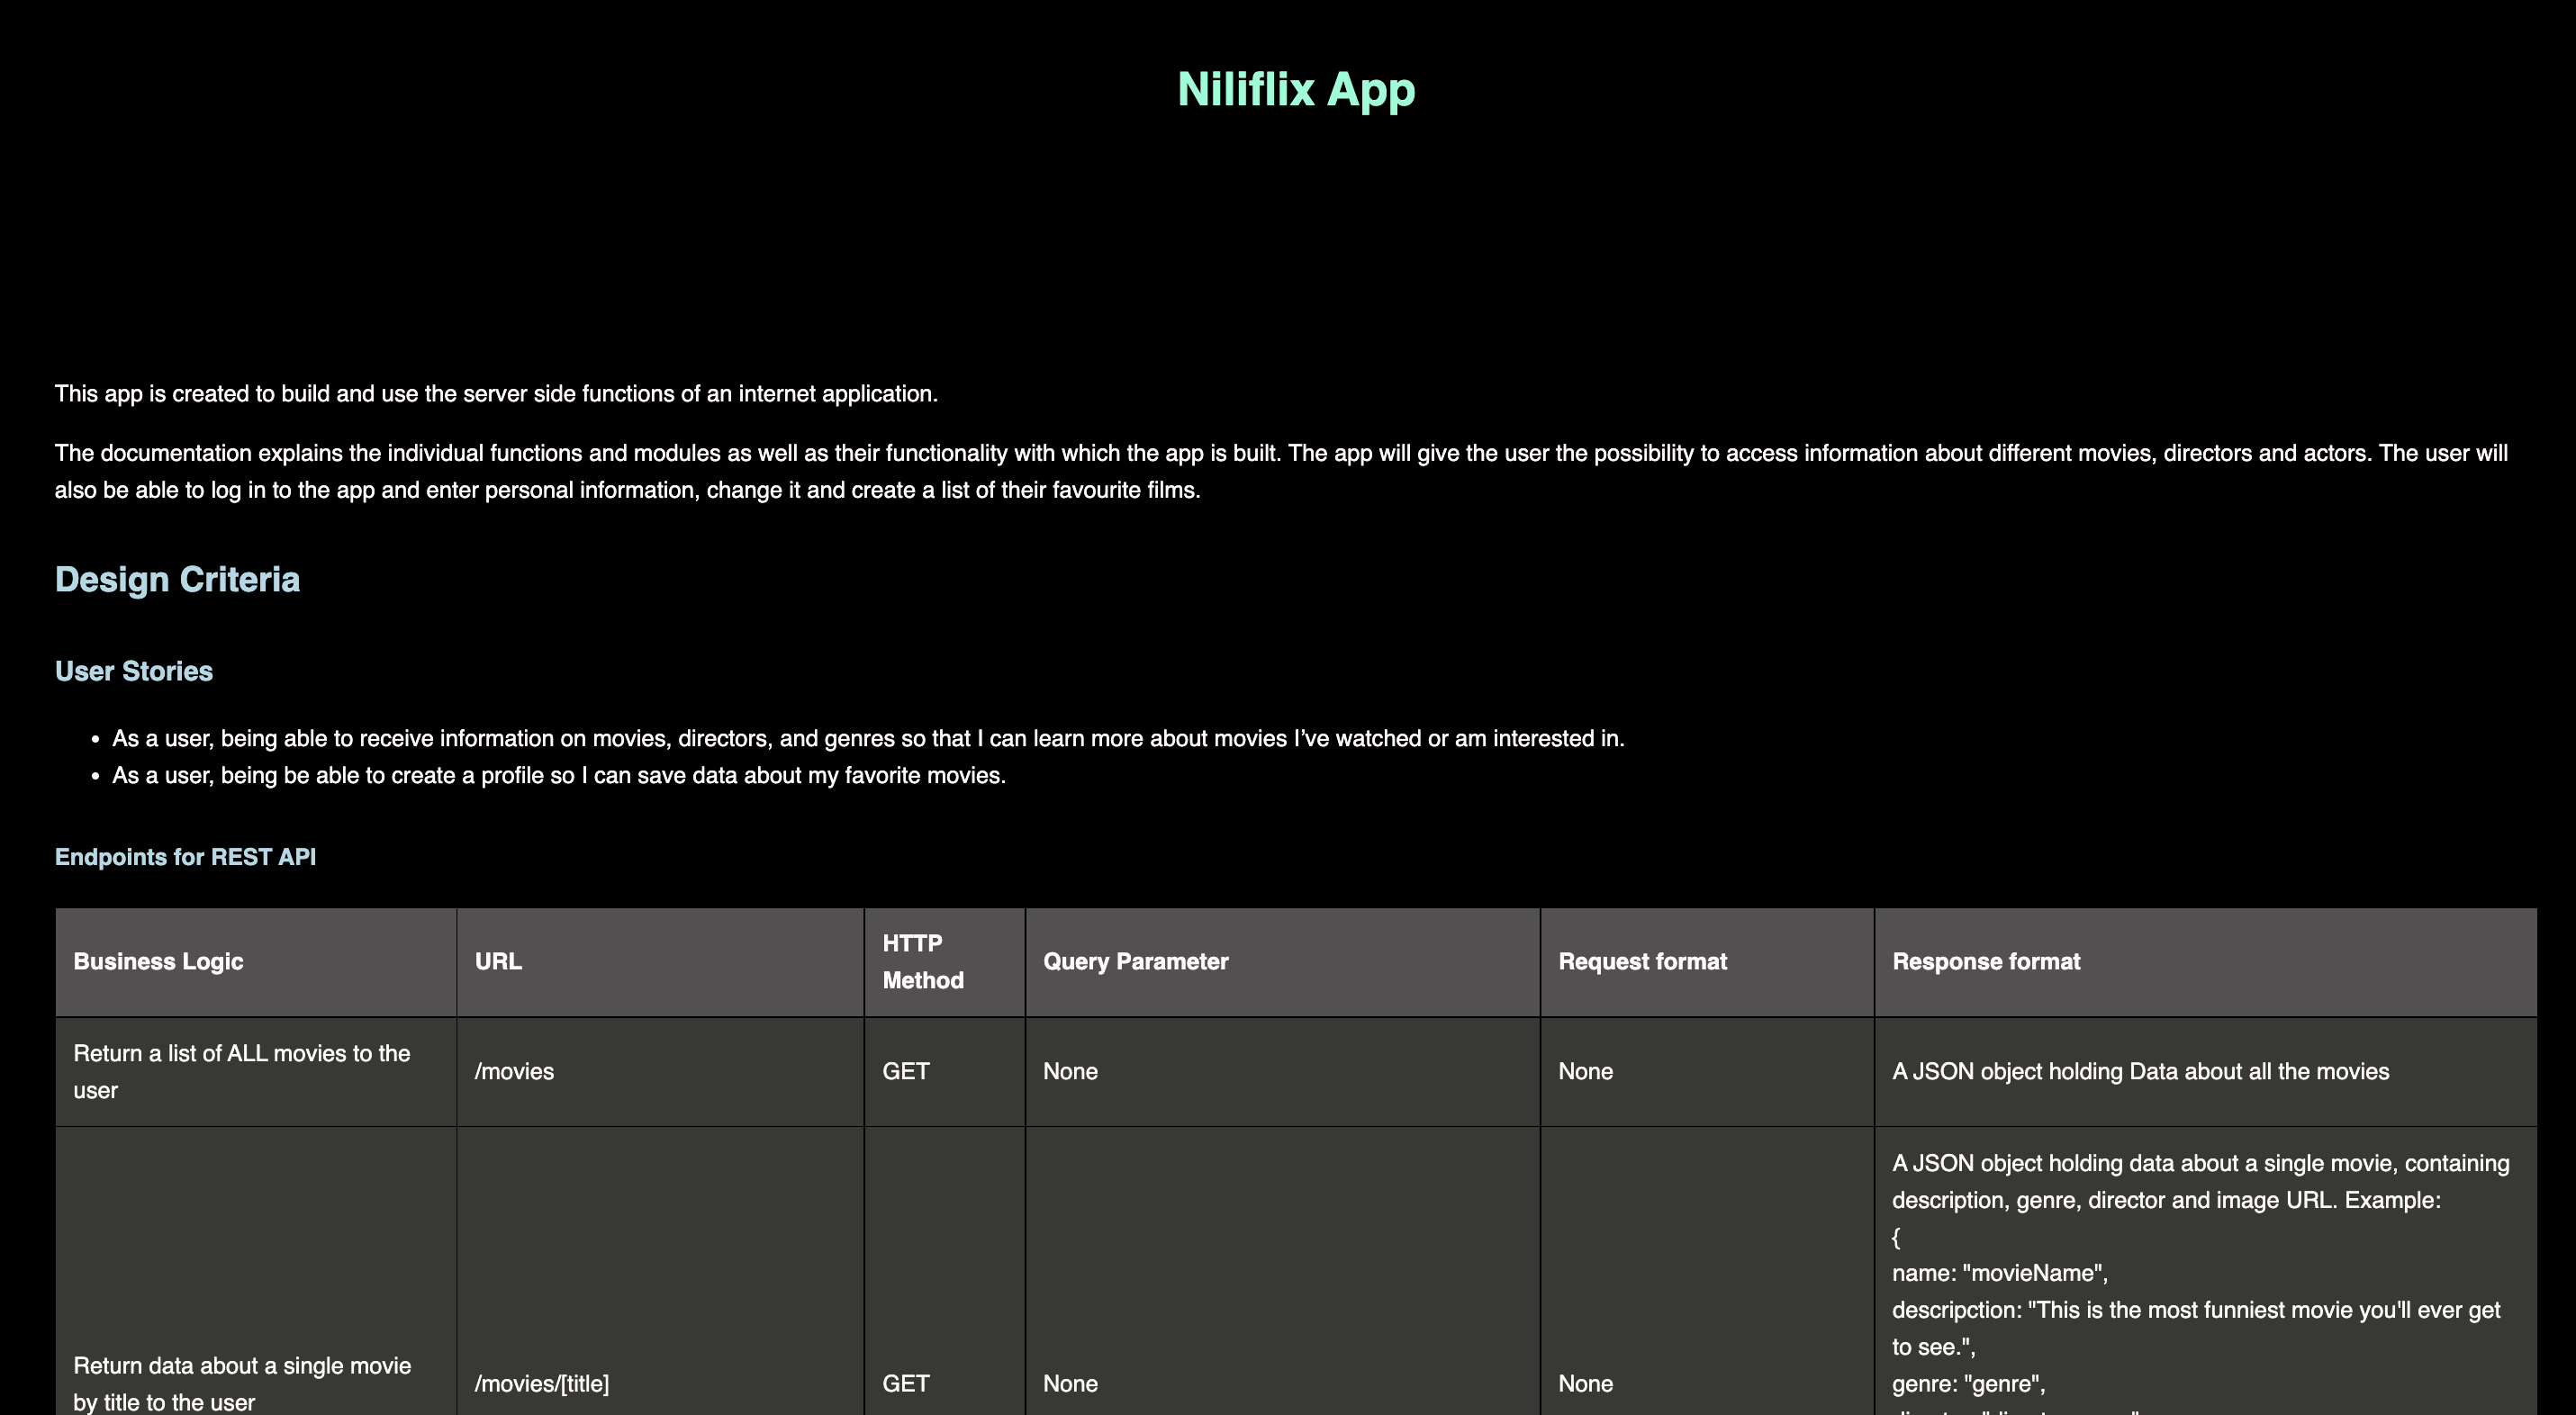 Niliflix App
This app is created to build and use the server side functions of an internet application.
The documentation explains the individual functions and modules as well as their functionality with which the app is built. The app will give the user the possibility to access information about different movies, directors and actors. The user will
also be able to log in to the app and enter personal information, change it and create a list of their favourite films.
Design Criteria
User Stories
• As a user, being able to receive information on movies, directors, and genres so that I can learn more about movies I’ve watched or am interested in.
• As a user, being be able to create a profile so I can save data about my favorite movies.
Endpoints for REST API
Business Logic
URL
HTTP
Method
Query Parameter
Request format
Response format
Return a list of ALL movies to the
user
/movies
GET
None
None
A JSON object holding Data about all the movies
Return data about a single movie
by title to the user
/movies/[title]
GET
None
None
A JSON object holding data about a single movie, containing
description, genre, director and image URL. Example:
{
name: "movieName",
descripction: "This is the most funniest movie you'll ever get
to see.",
genre: "genre",